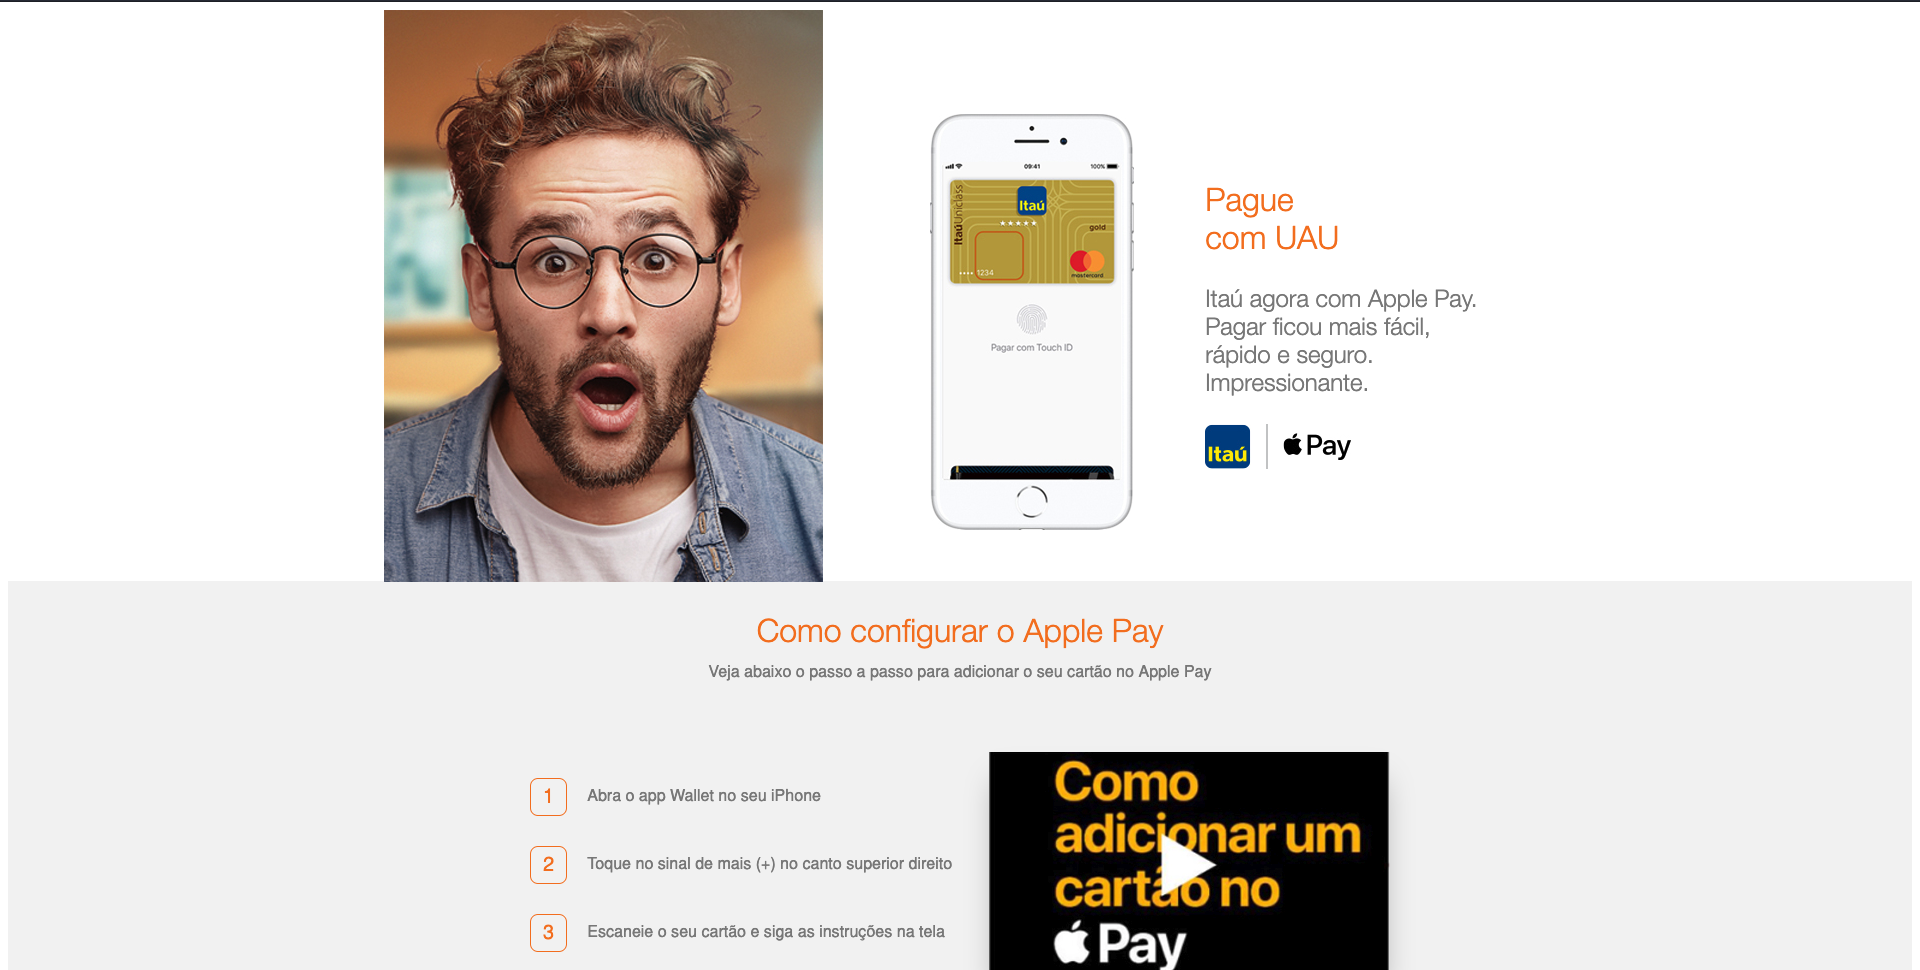 09:41
100%
ItaúUniclass
Itaú
gold
•••• 1234
mastercard
Pagar com Touch ID
Pague
com UAU
Itaú agora com Apple Pay.
Pagar ficou mais fácil,
rápido e seguro.
Impressionante.
Itaú
Pay
Como configurar o Apple Pay
Veja abaixo o passo a passo para adicionar o seu cartão no Apple Pay
1 Abra o app Wallet no seu iPhone
2 Toque no sinal de mais (+) no canto superior direito
3 Escaneie o seu cartão e siga as instruções na tela
Como
adicionar um
cartão no
Pay